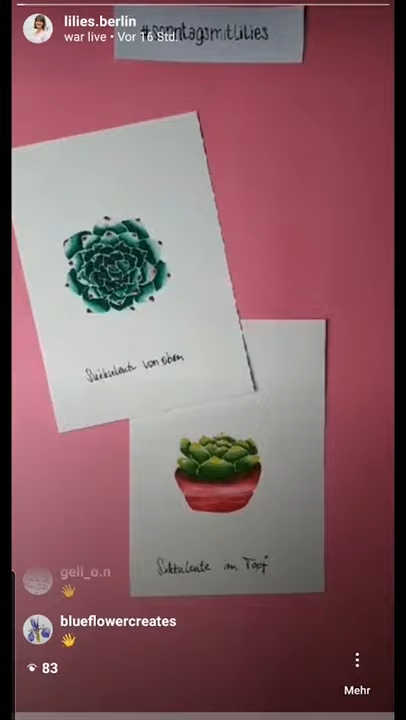 lilies.berlin
war live • Vor 16 Std.
#sonntagsmitlilies
Sukkulente von oben
Sukkulente im Topf
geli_o.n
👋
blueflowercreates
👋
83
Mehr